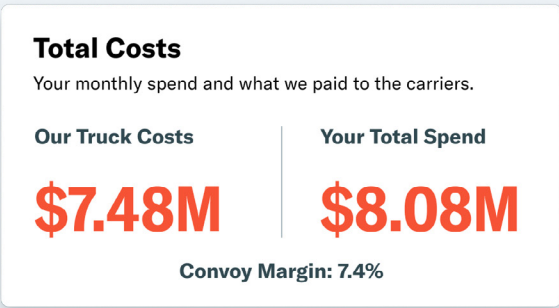 Total Costs
Your monthly spend and what we paid to the carriers.
Our Truck Costs
Your Total Spend
$7.48M
$8.08M
Convoy Margin: 7.4%